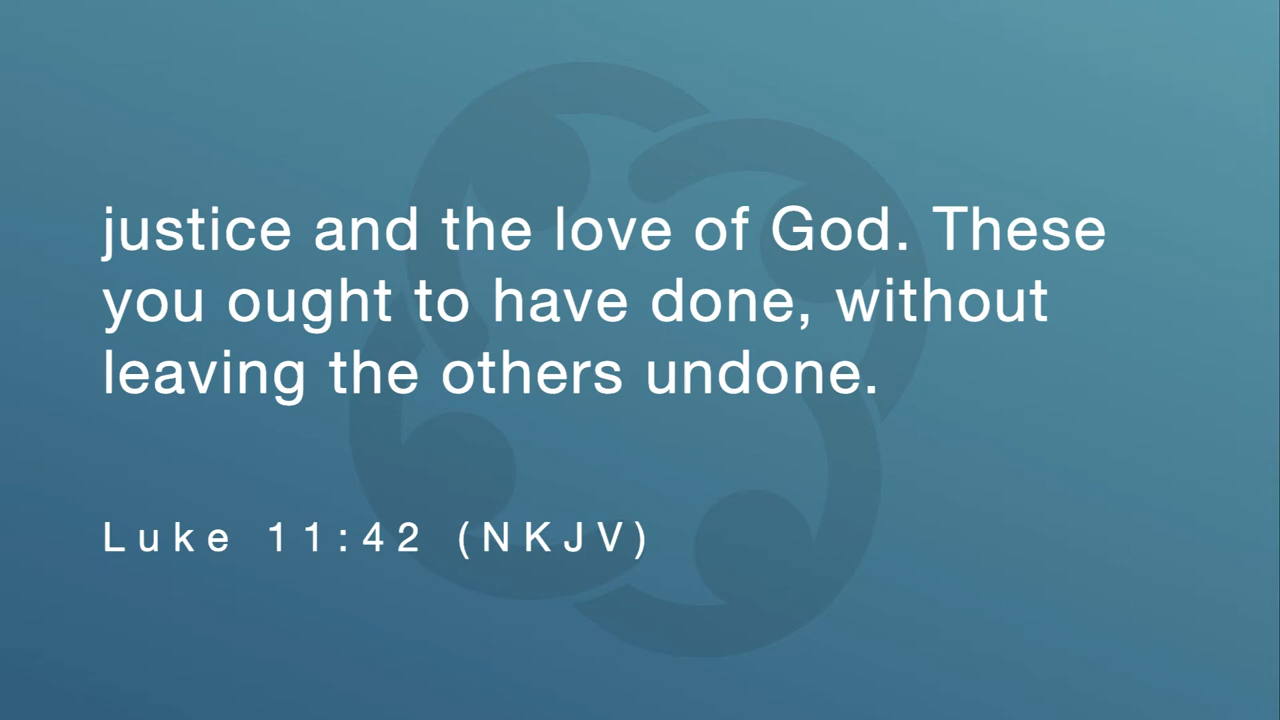 justice and the love of God. These
you ought to have done, without
leaving the others undone.
Luke 11:42 (NKJV)